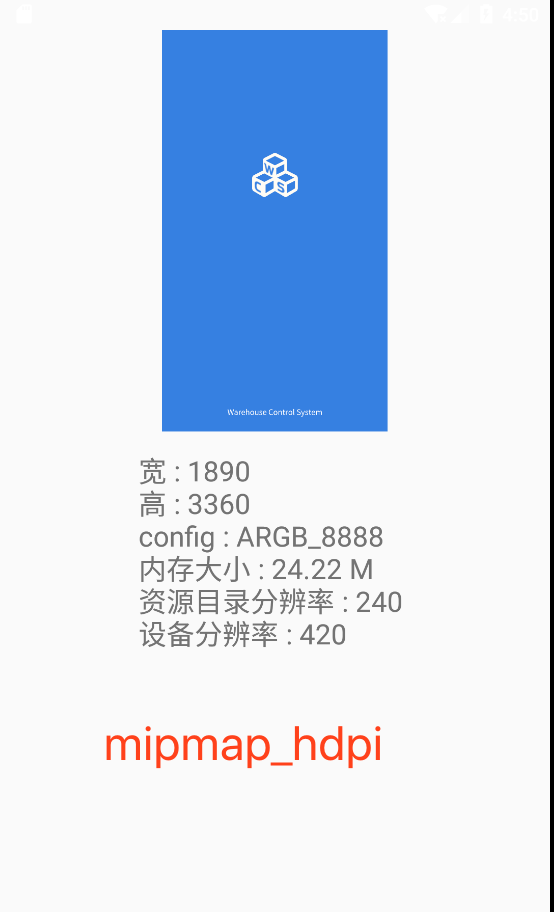 4:50
W
C
S
Warehouse Control System
宽 : 1890
高 : 3360
config : ARGB_8888
内存大小 : 24.22 M
资源目录分辨率 : 240
设备分辨率 : 420
mipmap_hdpi